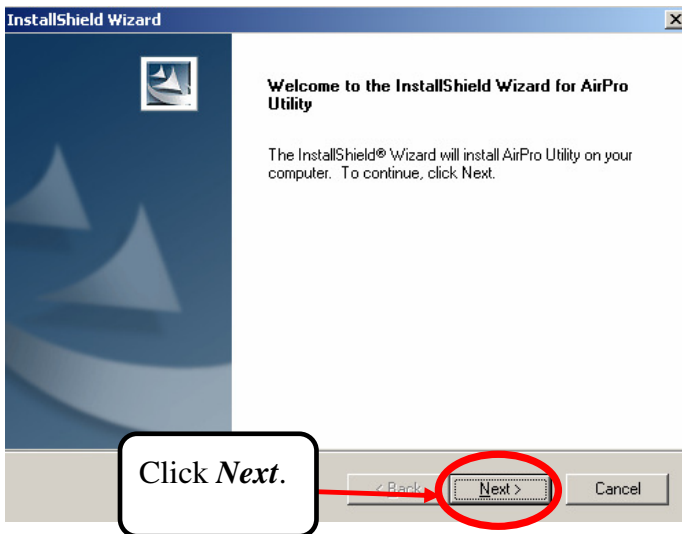 InstallShield Wizard
Welcome to the InstallShield Wizard for AirPro
Utility
The InstallShield® Wizard will install AirPro Utility on your
computer. To continue, click Next.
Click Next.
< Back
Next >
Cancel